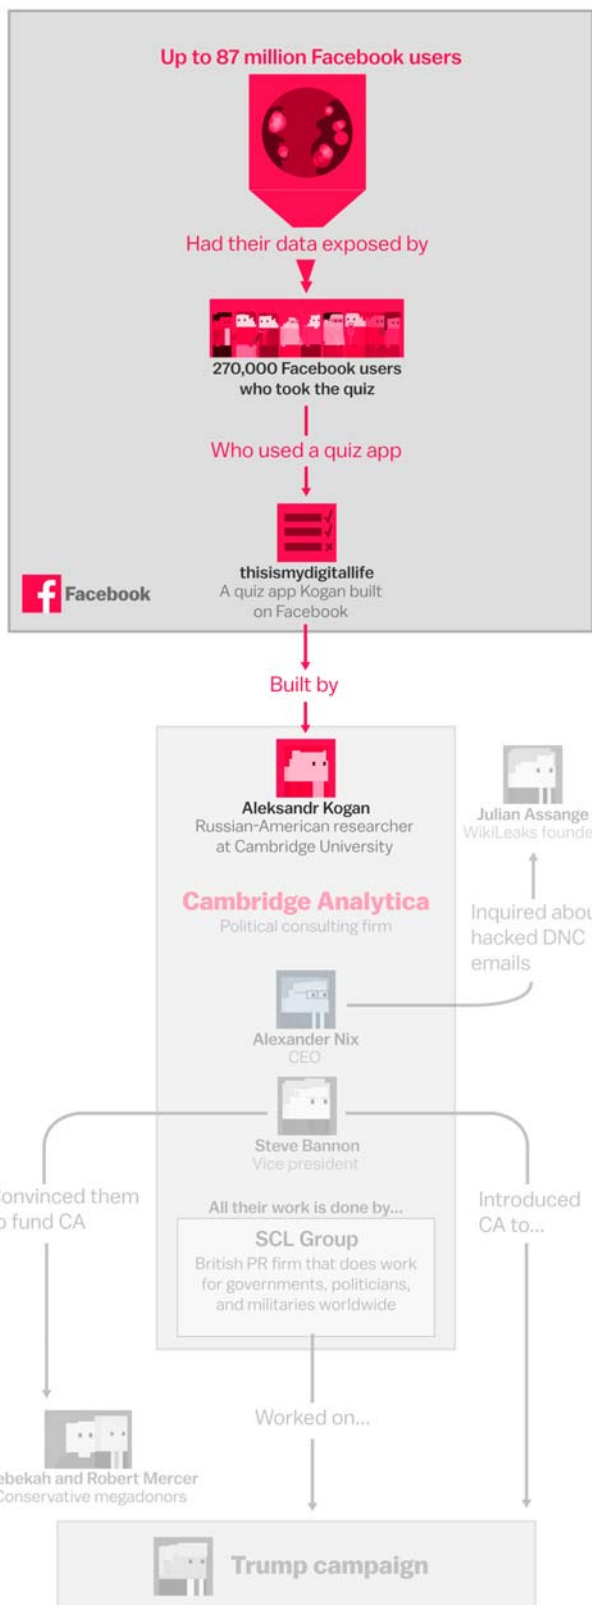 Up to 87 million Facebook users
Had their data exposed by
270,000 Facebook users
who took the quiz
Who used a quiz app
thisismydigitallife
A quiz app Kogan built
on Facebook
Facebook
Built by
Aleksandr Kogan
Russian-American researcher
at Cambridge University
Julian Assange
WikiLeaks founde
Cambridge Analytica
Political consulting firm
Inquired abou
hacked DNC
emails
Alexander Nix
CEO
Steve Bannon
Vice president
onvinced them
o fund CA
Introduced
CA to...
All their work is done by...
SCL Group
British PR firm that does work
for governments, politicians,
and militaries worldwide
Worked on...
ebekah and Robert Mercer
Conservative megadonors
Trump campaign